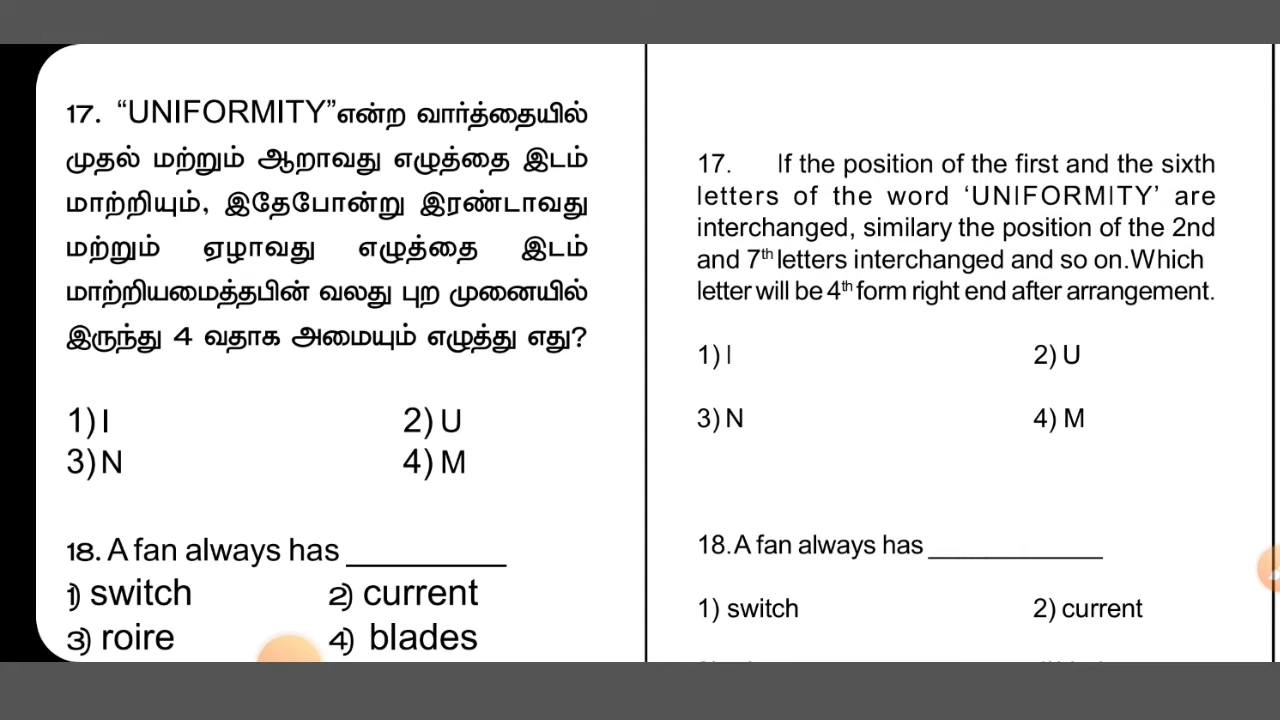 17. “UNIFORMITY”என்ற வார்த்தையில்
முதல் மற்றும் ஆறாவது எழுத்தை இடம்
மாற்றியும், இதேபோன்று இரண்டாவது
மற்றும் ஏழாவது எழுத்தை இடம்
மாற்றியமைத்தபின் வலது புற முனையில்
இருந்து 4 வதாக அமையும் எழுத்து எது?
1) I 2) U
3) N 4) M
18. A fan always has ________
1) switch 2) current
3) roire 4) blades
17. If the position of the first and the sixth
letters of the word ‘UNIFORMITY’ are
interchanged, similary the position of the 2nd
and 7th letters interchanged and so on.Which
letter will be 4th form right end after arrangement.
1) I 2) U
3) N 4) M
18.A fan always has ____________
1) switch 2) current